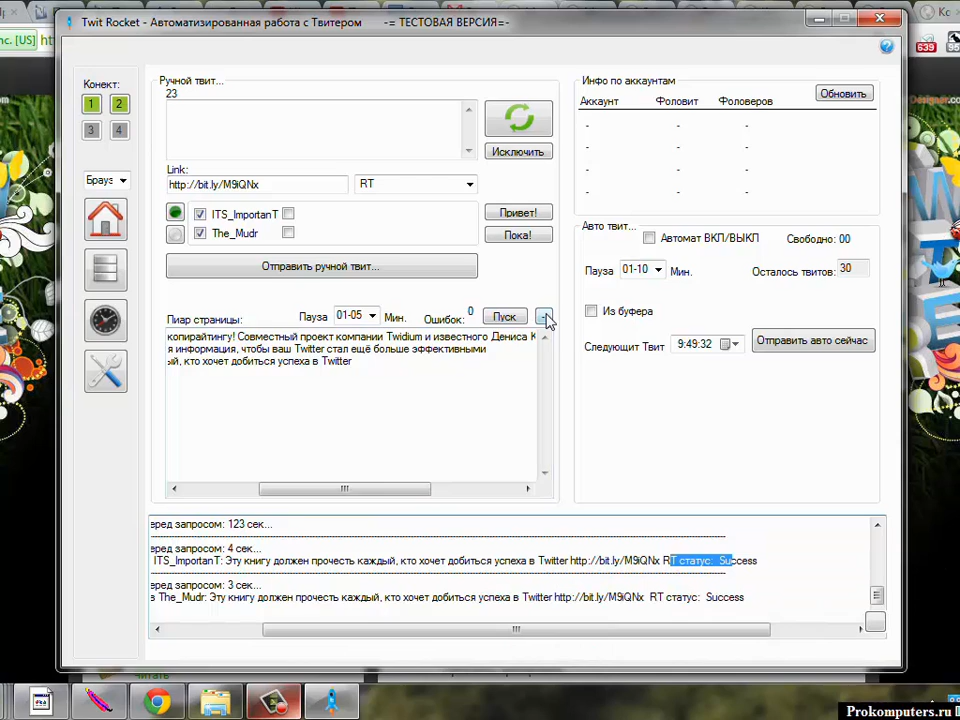 Twit Rocket - Автоматизированная работа с Твитером -= ТЕСТОВАЯ ВЕРСИЯ=-
nc. [US]
639
Конект:
1 2
3 4
Брауз
Ручной твит...
23
Исключить
Link:
http://bit.ly/M9iQNx
RT
ITS_ImportanT
The_Mudr
Привет!
Пока!
Отправить ручной твит...
Пиар страницы:
Пауза 01-05 Мин.
Ошибок: 0
Пуск
копирайтингу! Совместный проект компании Twidium и известного Дениса К
я информация, чтобы ваш Twitter стал ещё больше эффективными
ый, кто хочет добиться успеха в Twitter
Инфо по аккаунтам
Обновить
Аккаунт Фоловит Фоловеров
- - -
- - -
- - -
- - -
Авто твит...
Автомат ВКЛ/ВЫКЛ
Свободно: 00
Пауза 01-10 Мин.
Осталось твитов: 30
Из буфера
Следующит Твит 9:49:32
Отправить авто сейчас
еред запросом: 123 сек...
еред запросом: 4 сек...
ITS_ImportanT: Эту книгу должен прочесть каждый, кто хочет добиться успеха в Twitter http://bit.ly/M9iQNx RT статус: Success
еред запросом: 3 сек...
в The_Mudr: Эту книгу должен прочесть каждый, кто хочет добиться успеха в Twitter http://bit.ly/M9iQNx RT статус: Success
читать
Prokomputers.ru